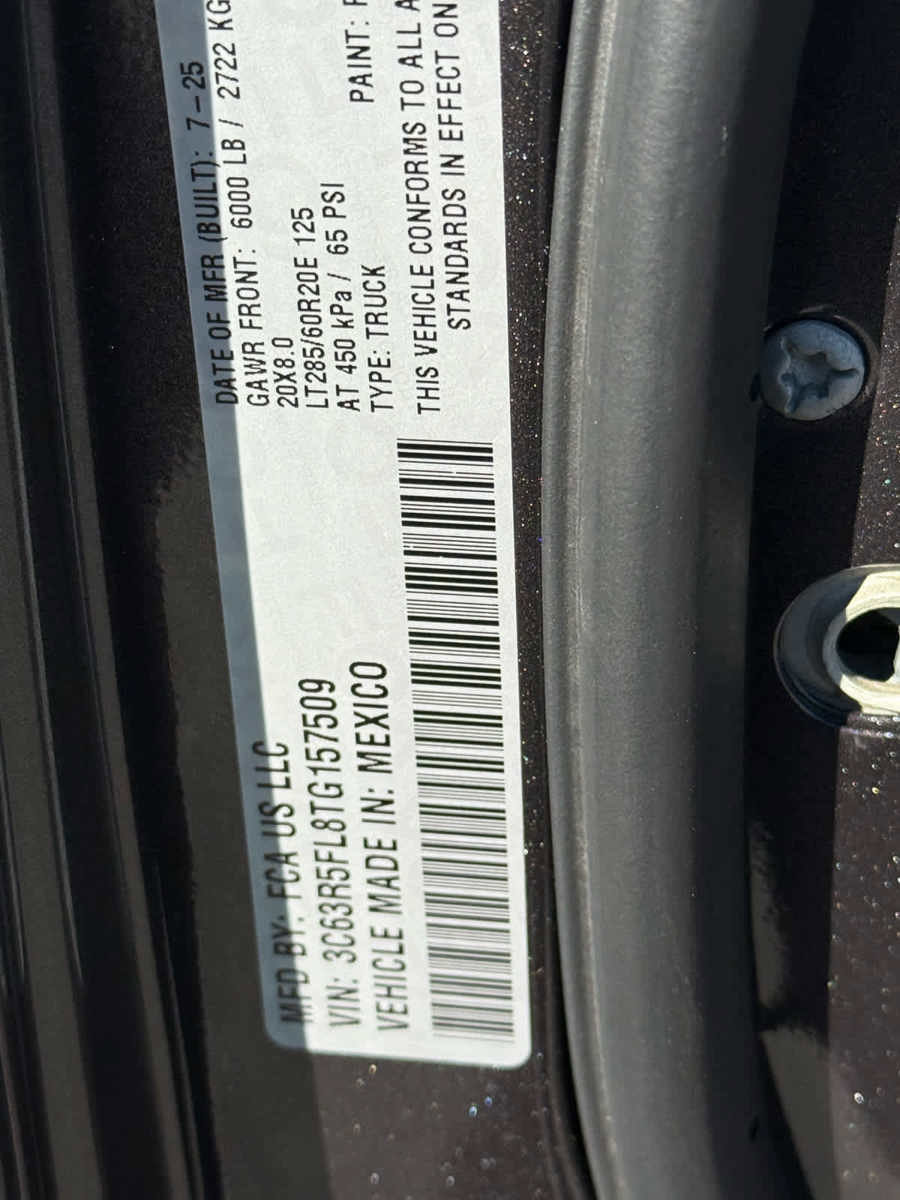 MFD BY: FCA US LLC
DATE OF MFR (BUILT): 7-25
GAWR FRONT: 6000 LB / 2722 KG
20X8.0
LT285/60R20E 125
AT 450 kPa / 65 PSI
TYPE: TRUCK
PAINT:
THIS VEHICLE CONFORMS TO ALL A
STANDARDS IN EFFECT ON
VIN: 3C63R5FL8TG157509
VEHICLE MADE IN: MEXICO